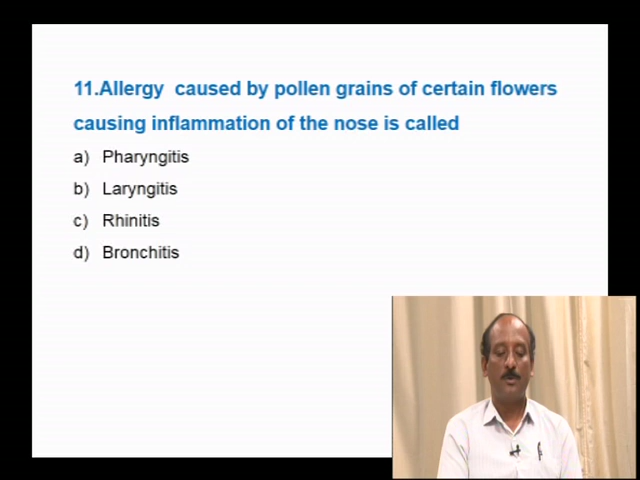 11.Allergy caused by pollen grains of certain flowers
causing inflammation of the nose is called
a) Pharyngitis
b) Laryngitis
c) Rhinitis
d) Bronchitis